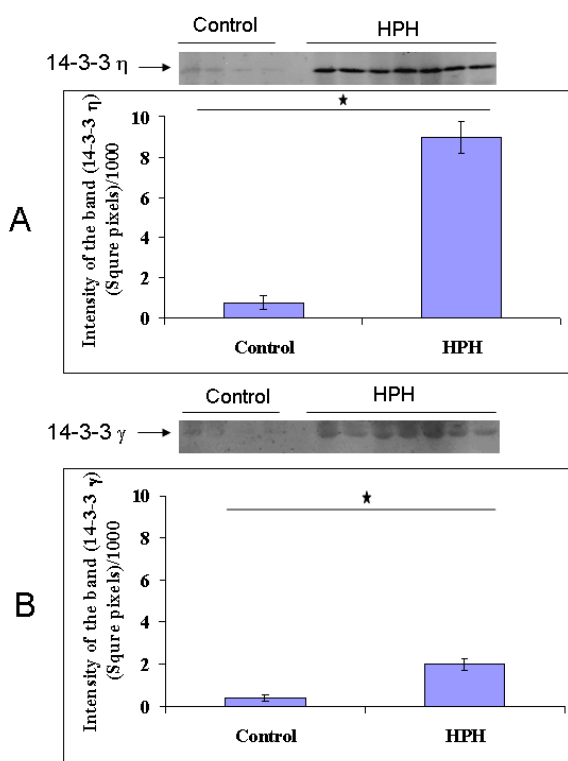 Control HPH
14-3-3 η
A
Intensity of the band (14-3-3 η)
(Squre pixels)/1000
10
8
6
4
2
0
Control HPH
Control HPH
14-3-3 γ
B
Intensity of the band (14-3-3 γ)
(Squre pixels)/1000
10
8
6
4
2
0
Control HPH